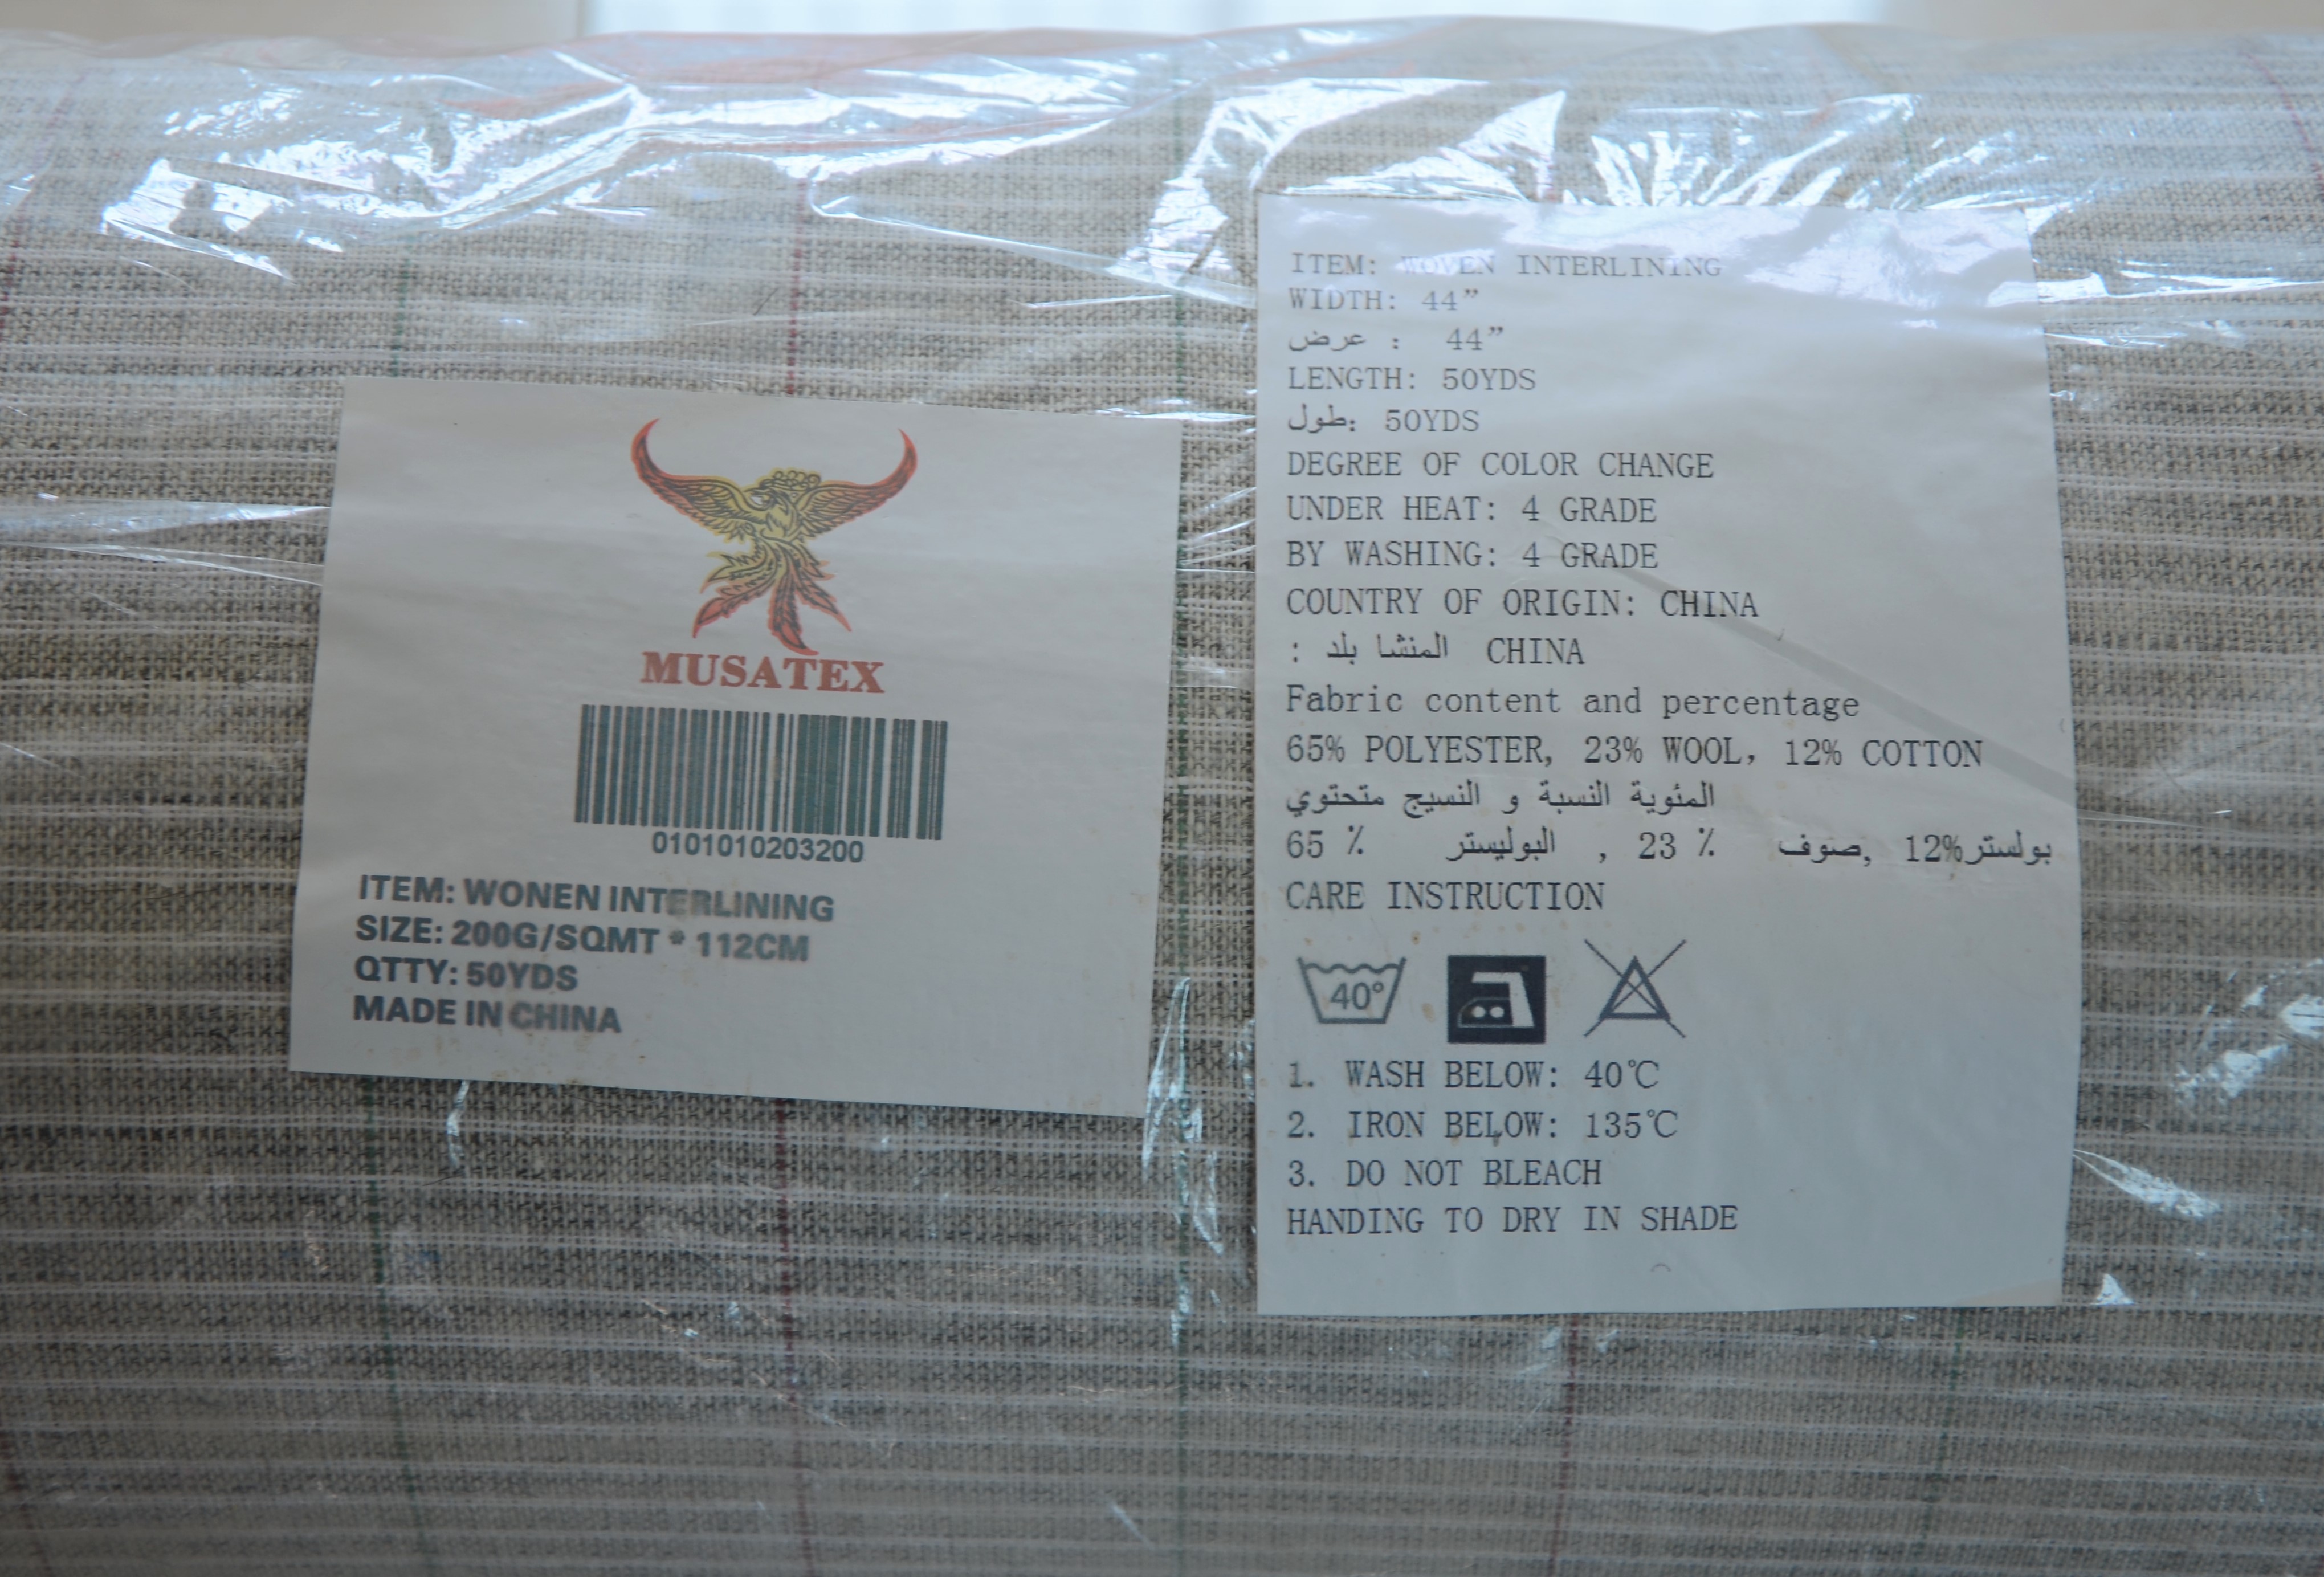 MUSATEX
0101010203200
ITEM: WONEN INTERLINING
SIZE: 200G/SQMT * 112CM
QTTY: 50YDS
MADE IN CHINA
ITEM: WOVEN INTERLINING
WIDTH: 44”
عرض : 44”
LENGTH: 50YDS
طول: 50YDS
DEGREE OF COLOR CHANGE
UNDER HEAT: 4 GRADE
BY WASHING: 4 GRADE
COUNTRY OF ORIGIN: CHINA
: المنشا بلد CHINA
Fabric content and percentage
65% POLYESTER, 23% WOOL, 12% COTTON
المئوية النسبة و النسيج متحتوي
65 % البوليستر , 23 % صوف, 12%بولستر
CARE INSTRUCTION
40°
1. WASH BELOW: 40℃
2. IRON BELOW: 135℃
3. DO NOT BLEACH
HANDING TO DRY IN SHADE